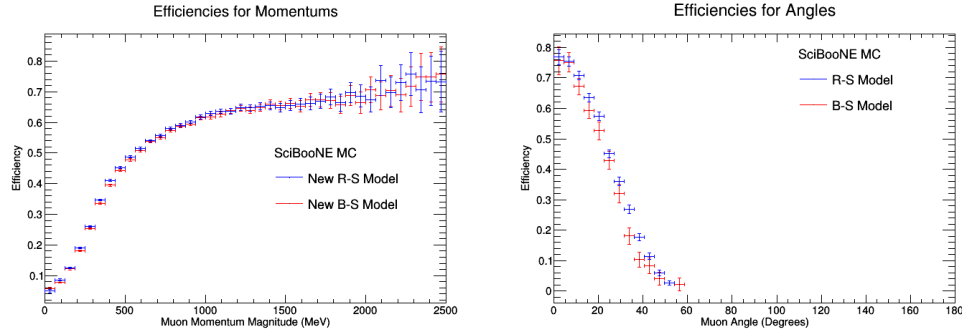 Efficiencies for Momentums
Efficiency
0.8
0.7
0.6
0.5
0.4
0.3
0.2
0.1
SciBooNE MC
New R-S Model
New B-S Model
0 500 1000 1500 2000 2500
Muon Momentum Magnitude (MeV)
Efficiencies for Angles
Efficiency
0.8
0.7
0.6
0.5
0.4
0.3
0.2
0.1
0
SciBooNE MC
R-S Model
B-S Model
0 20 40 60 80 100 120 140 160 180
Muon Angle (Degrees)